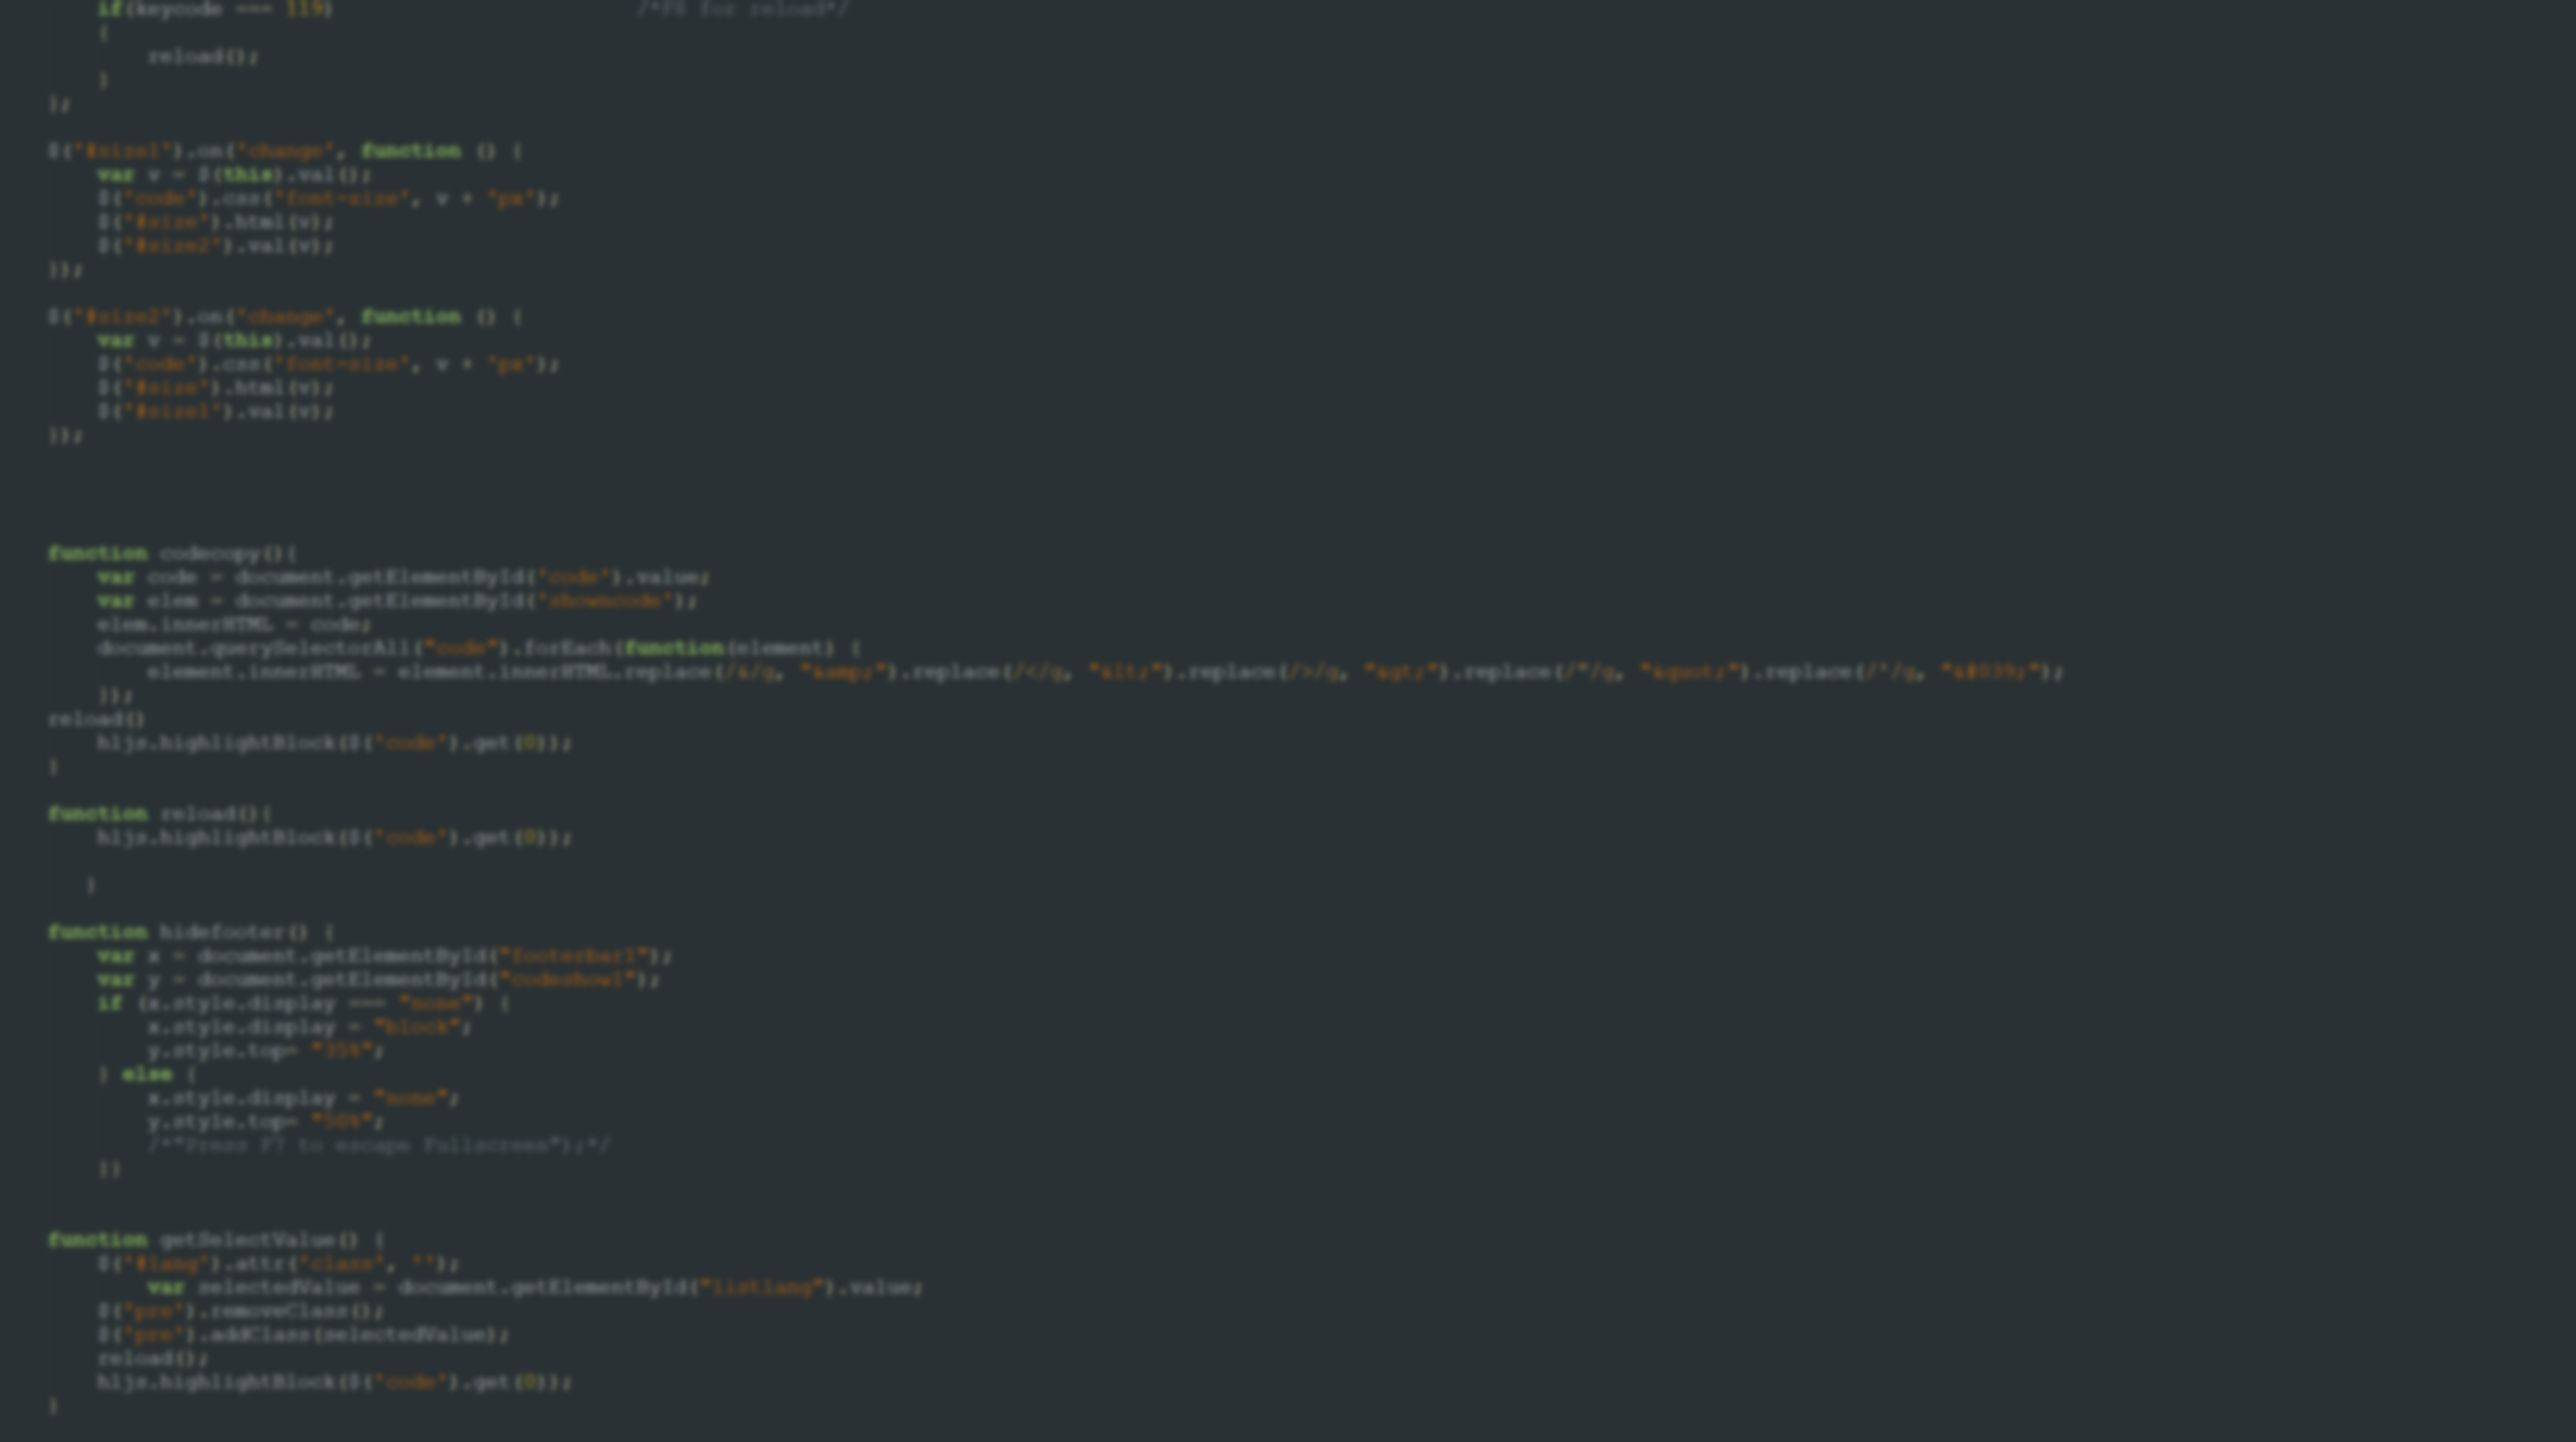 if(keycode === 119) /*F8 for reload*/
{
reload();
}
};
$('#size1').on('change', function () {
var v = $(this).val();
$('code').css('font-size', v + 'px');
$('#size').html(v);
$('#size2').val(v);
});
$('#size2').on('change', function () {
var v = $(this).val();
$('code').css('font-size', v + 'px');
$('#size').html(v);
$('#size1').val(v);
});
function codecopy(){
var code = document.getElementById('code').value;
var elem = document.getElementById('showncode');
elem.innerHTML = code;
document.querySelectorAll("code").forEach(function(element) {
element.innerHTML = element.innerHTML.replace(/&/g, "&amp;").replace(/</g, "&lt;").replace(/>/g, "&gt;").replace(/"/g, "&quot;").replace(/'/g, "&#039;");
});
reload()
hljs.highlightBlock($('code').get(0));
}
function reload(){
hljs.highlightBlock($('code').get(0));
}
function hidefooter() {
var x = document.getElementById("footerbar1");
var y = document.getElementById("codeshow1");
if (x.style.display === "none") {
x.style.display = "block";
y.style.top= "35%";
} else {
x.style.display = "none";
y.style.top= "50%";
/*"Press F7 to escape Fullscreen");*/
}}
function getSelectValue() {
$('#iang').attr('class', '');
var selectedValue = document.getElementById("listlang").value;
$('pre').removeClass();
$('pre').addClass(selectedValue);
reload();
hljs.highlightBlock($('code').get(0));
}